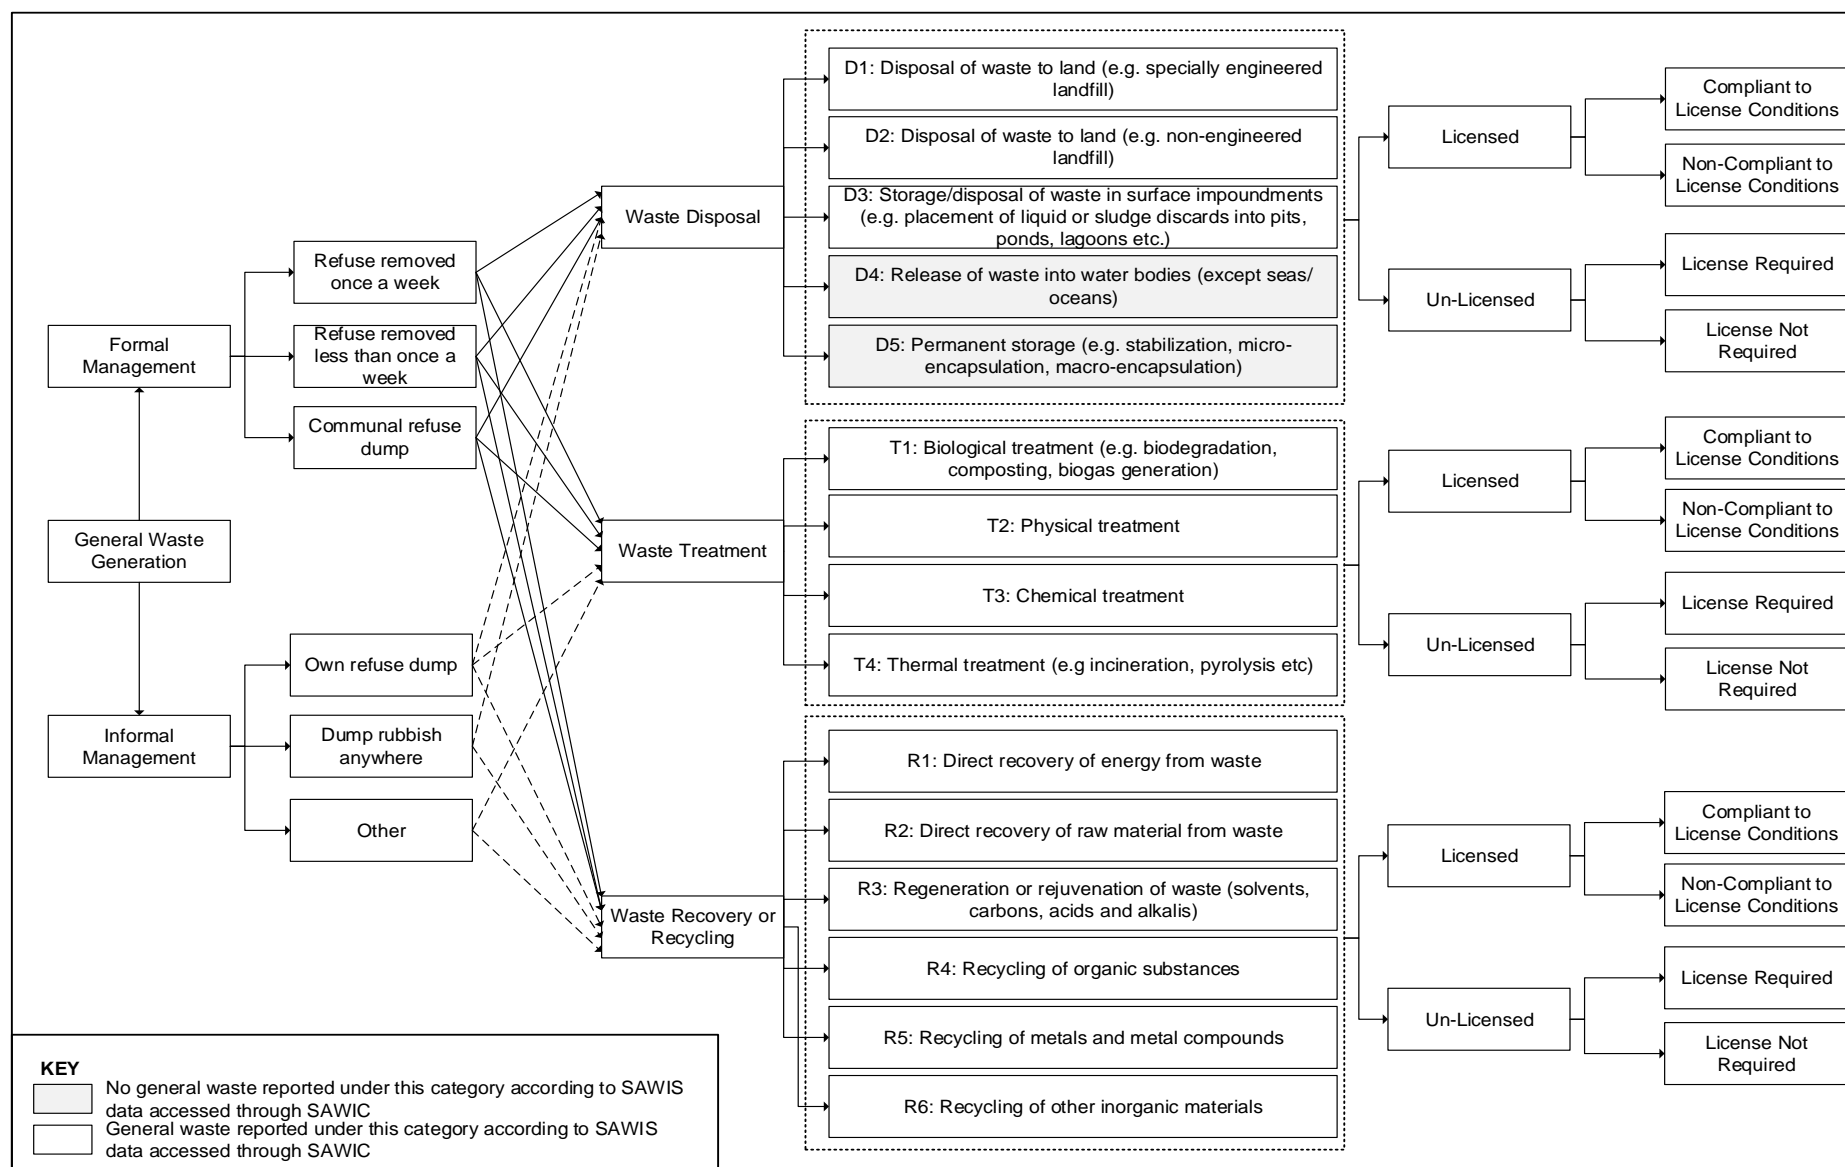 General Waste
Generation
Formal
Management
Informal
Management
Refuse removed
once a week
Refuse removed
less than once a
week
Communal refuse
dump
Own refuse dump
Dump rubbish
anywhere
Other
Waste Disposal
Waste Treatment
Waste Recovery or
Recycling
D1: Disposal of waste to land (e.g. specially engineered
landfill)
D2: Disposal of waste to land (e.g. non-engineered
landfill)
D3: Storage/disposal of waste in surface impoundments
(e.g. placement of liquid or sludge discards into pits,
ponds, lagoons etc.)
D4: Release of waste into water bodies (except seas/
oceans)
D5: Permanent storage (e.g. stabilization, micro-
encapsulation, macro-encapsulation)
T1: Biological treatment (e.g. biodegradation,
composting, biogas generation)
T2: Physical treatment
T3: Chemical treatment
T4: Thermal treatment (e.g incineration, pyrolysis etc)
R1: Direct recovery of energy from waste
R2: Direct recovery of raw material from waste
R3: Regeneration or rejuvenation of waste (solvents,
carbons, acids and alkalis)
R4: Recycling of organic substances
R5: Recycling of metals and metal compounds
R6: Recycling of other inorganic materials
Licensed
Compliant to
License Conditions
Non-Compliant to
License Conditions
Un-Licensed
License Required
License Not
Required
Licensed
Compliant to
License Conditions
Non-Compliant to
License Conditions
Un-Licensed
License Required
License Not
Required
Licensed
Compliant to
License Conditions
Non-Compliant to
License Conditions
Un-Licensed
License Required
License Not
Required
KEY
No general waste reported under this category according to SAWIS
data accessed through SAWIC
General waste reported under this category according to SAWIS
data accessed through SAWIC